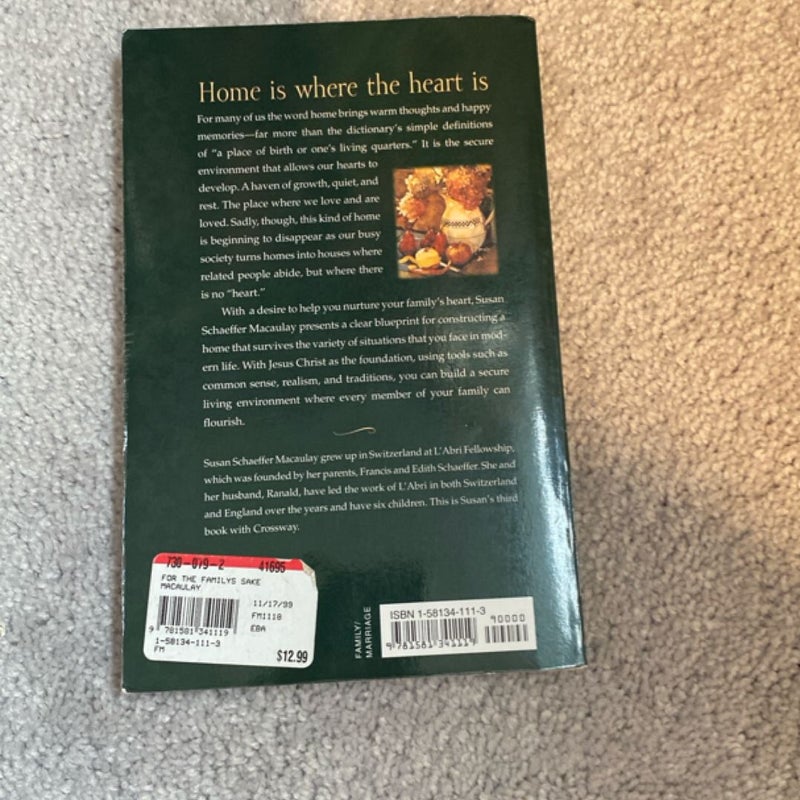 Home is where the heart is
For many of us the word home brings warm thoughts and happy
memories—far more than the dictionary's simple definitions
of "a place of birth or one's living quarters." It is the secure
environment that allows our hearts to
develop. A haven of growth, quiet, and
rest. The place where we love and are
loved. Sadly, though, this kind of home
is beginning to disappear as our busy
society turns homes into houses where
related people abide, but where there
is no "heart."
With a desire to help you nurture your family's heart, Susan
Schaeffer Macaulay presents a clear blueprint for constructing a
home that survives the variety of situations that you face in mod-
ern life. With Jesus Christ as the foundation, using tools such as
common sense, realism, and traditions, you can build a secure
living environment where every member of your family can
flourish.
Susan Schaeffer Macaulay grew up in Switzerland at L'Abri Fellowship,
which was founded by her parents, Francis and Edith Schaeffer. She and
her husband, Ranald, have led the work of L'Abri in both Switzerland
and England over the years and have six children. This is Susan's third
book with Crossway.
730-079-2 41695
FOR THE FAMILYS SAKE
MACAULAY
11/17/99
FM1118
EBA
9 781581 341119
1-58134-111-3
FM
$12.99
FAMILY/
MARRIAGE
ISBN 1-58134-111-3
90000
9 781581 341119